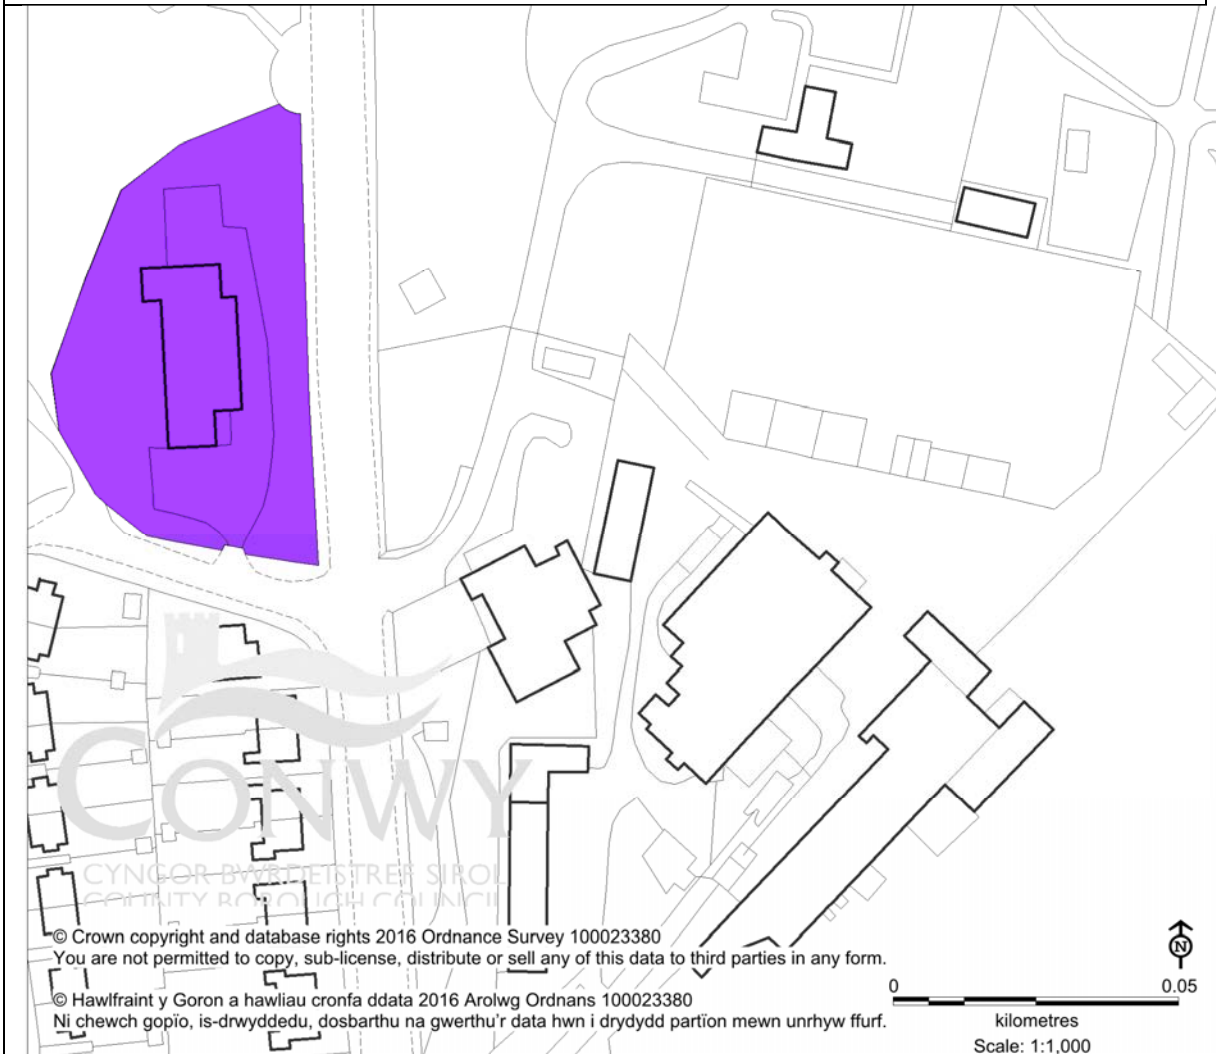 CONWY
CYNGOR BWRDEISTREF SIROL
COUNTY BOROUGH COUNCIL
© Crown copyright and database rights 2016 Ordnance Survey 100023380
You are not permitted to copy, sub-license, distribute or sell any of this data to third parties in any form.
© Hawlfraint y Goron a hawliau cronfa ddata 2016 Arolwg Ordnans 100023380
Ni chewch gopïo, is-drwyddedu, dosbarthu na gwerthu'r data hwn i drydydd partïon mewn unrhyw ffurf.
N
0 0.05
kilometres
Scale: 1:1,000